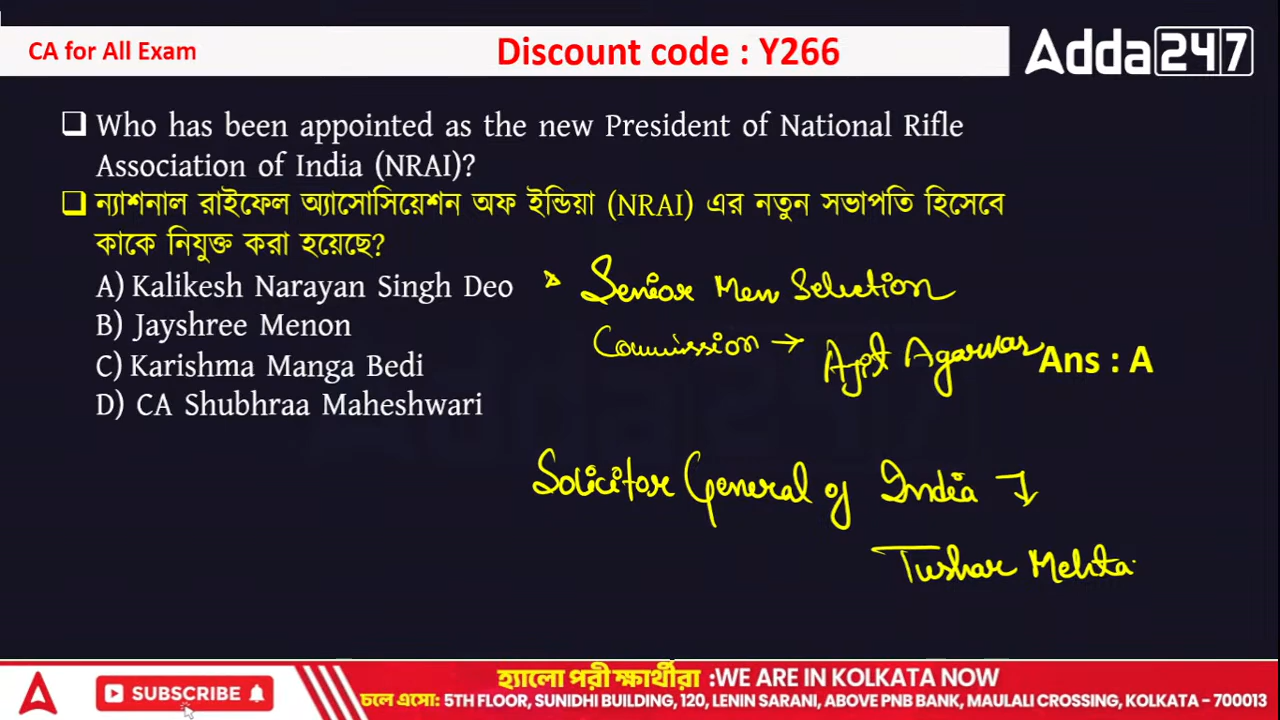 CA for All Exam
Discount code : Y266
Adda247
Who has been appointed as the new President of National Rifle
Association of India (NRAI)?
ন্যাশনাল রাইফেল অ্যাসোসিয়েশন অফ ইন্ডিয়া (NRAI) এর নতুন সভাপতি হিসেবে
কাকে নিযুক্ত করা হয়েছে?
A) Kalikesh Narayan Singh Deo
Senior Men Selection
B) Jayshree Menon
Commission → Ajit Agarwar
Ans : A
C) Karishma Manga Bedi
D) CA Shubhraa Maheshwari
Solicitor General of India
Tushar Mehta
SUBSCRIBE
হ্যালো পরীক্ষার্থীরা :WE ARE IN KOLKATA NOW
চলে এসো: 5TH FLOOR, SUNIDHI BUILDING, 120, LENIN SARANI, ABOVE PNB BANK, MAULALI CROSSING, KOLKATA – 700013